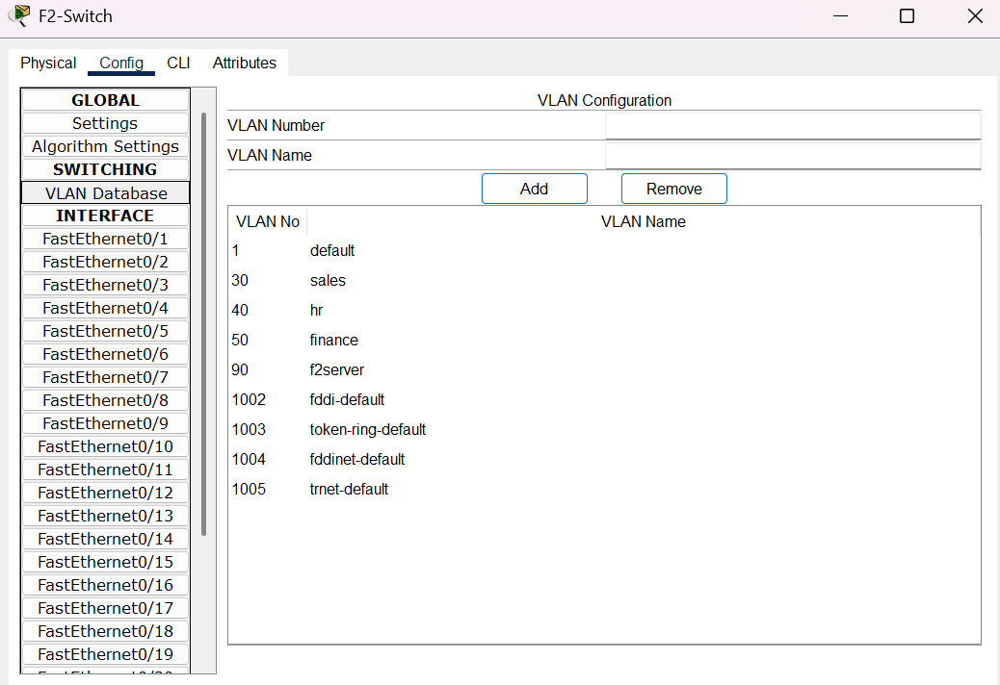 F2-Switch
Physical Config CLI Attributes
GLOBAL
Settings
Algorithm Settings
SWITCHING
VLAN Database
INTERFACE
FastEthernet0/1
FastEthernet0/2
FastEthernet0/3
FastEthernet0/4
FastEthernet0/5
FastEthernet0/6
FastEthernet0/7
FastEthernet0/8
FastEthernet0/9
FastEthernet0/10
FastEthernet0/11
FastEthernet0/12
FastEthernet0/13
FastEthernet0/14
FastEthernet0/15
FastEthernet0/16
FastEthernet0/17
FastEthernet0/18
FastEthernet0/19
VLAN Configuration
VLAN Number
VLAN Name
Add Remove
VLAN No VLAN Name
1 default
30 sales
40 hr
50 finance
90 f2server
1002 fddi-default
1003 token-ring-default
1004 fddinet-default
1005 trnet-default